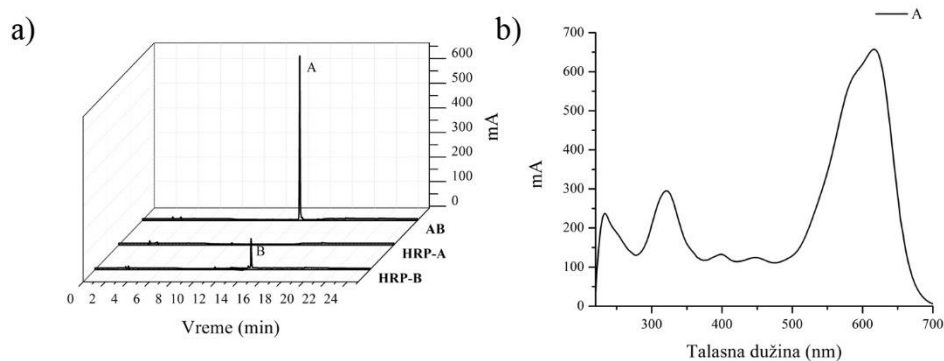 a)
600
500
400
300
200
100
0
mA
A
B
AB
HRP-A
HRP-B
0 2 4 6 8 10 12 14 16 18 20 22 24
Vreme (min)
b)
A
700
600
500
400
300
200
100
0
mA
300 400 500 600 700
Talasna dužina (nm)